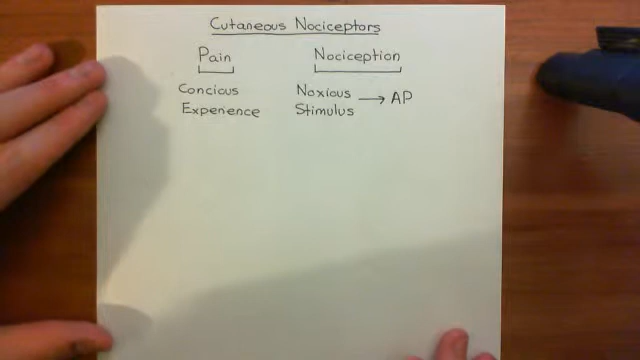 Cutaneous Nociceptors
Pain
Nociception
Concious
Experience
Noxious
Stimulus → AP